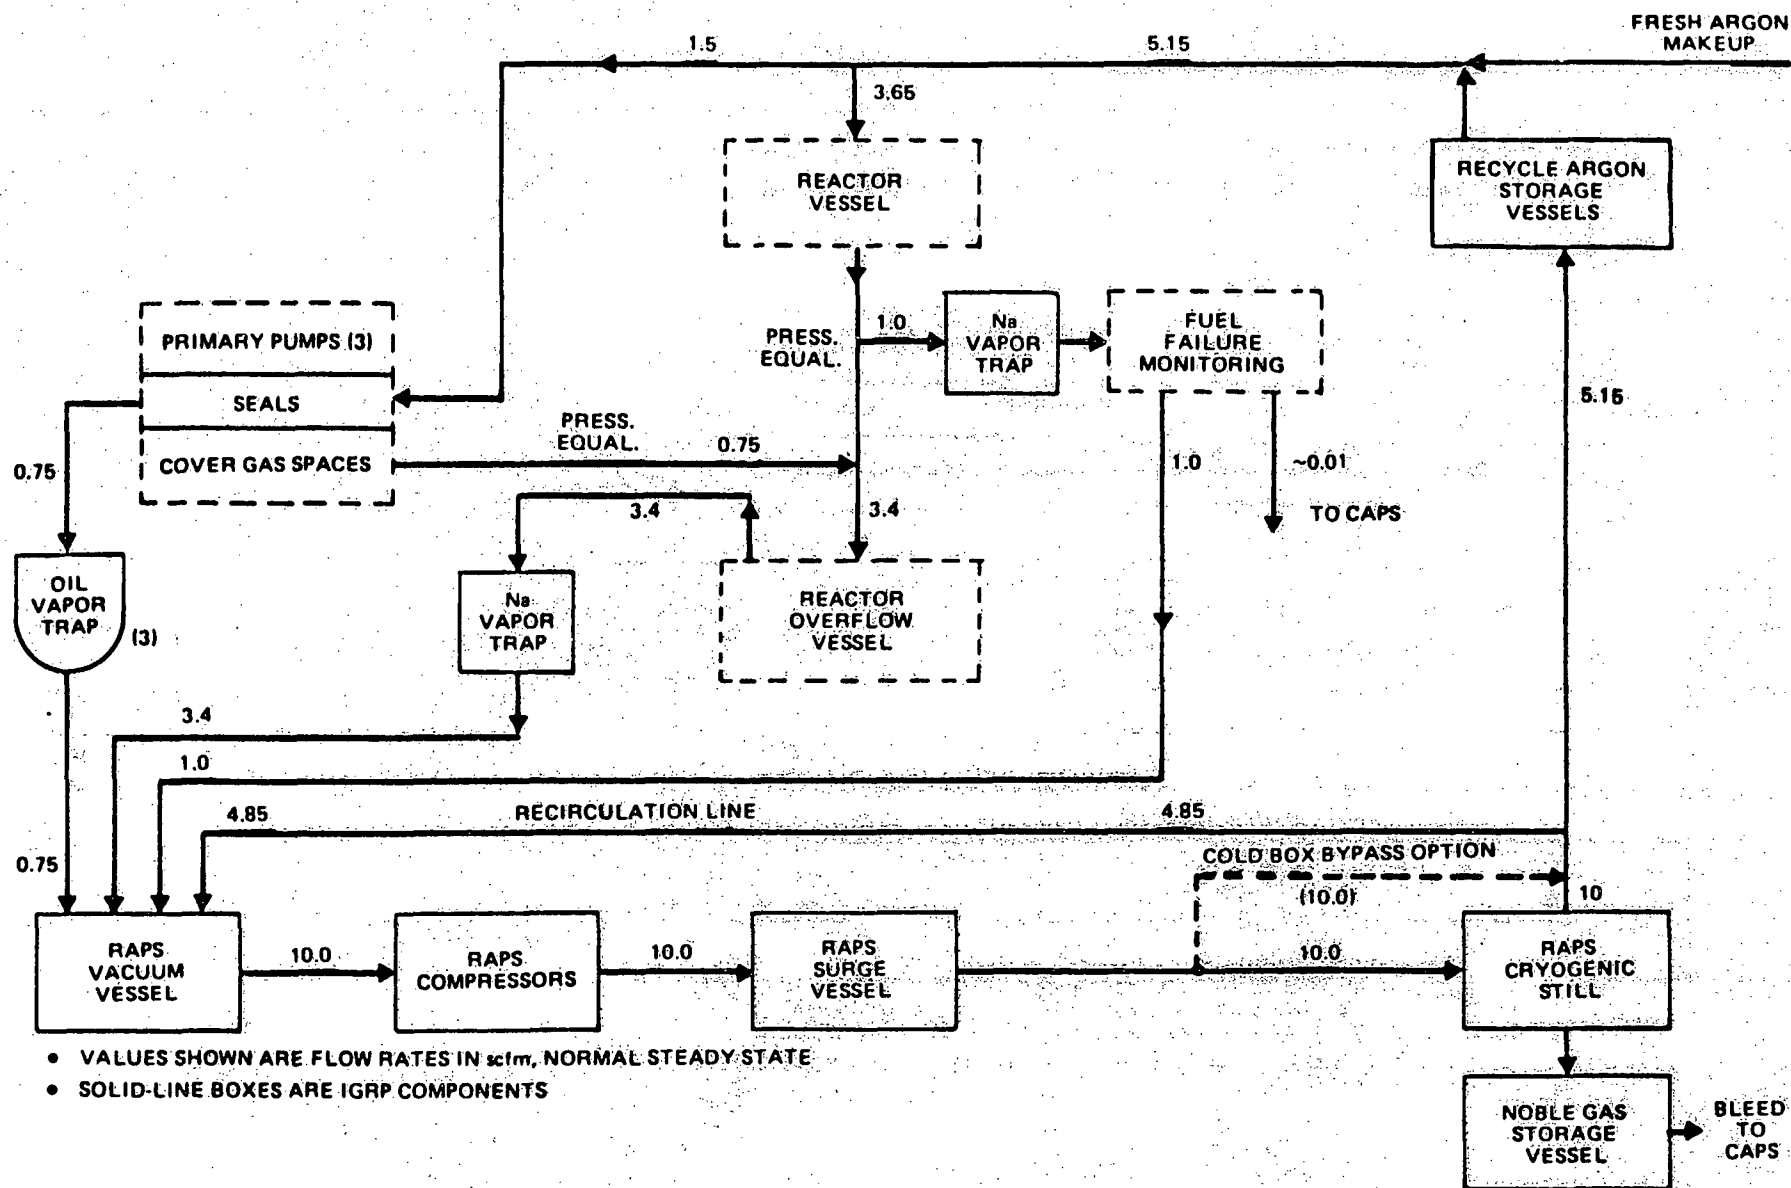 FRESH ARGON
MAKEUP
1.5
5.15
3.65
REACTOR
VESSEL
RECYCLE ARGON
STORAGE
VESSELS
PRIMARY PUMPS (3)
SEALS
COVER GAS SPACES
PRESS.
EQUAL.
1.0
Na
VAPOR
TRAP
FUEL
FAILURE
MONITORING
5.15
PRESS.
EQUAL.
0.75
0.75
1.0
~0.01
TO CAPS
3.4
3.4
OIL
VAPOR
TRAP
(3)
Na
VAPOR
TRAP
REACTOR
OVERFLOW
VESSEL
3.4
1.0
4.85
RECIRCULATION LINE
4.85
0.75
COLD BOX BYPASS OPTION
(10.0)
10
RAPS
VACUUM
VESSEL
10.0
RAPS
COMPRESSORS
10.0
RAPS
SURGE
VESSEL
10.0
RAPS
CRYOGENIC
STILL
• VALUES SHOWN ARE FLOW RATES IN scfm, NORMAL STEADY STATE
• SOLID-LINE BOXES ARE IGRP COMPONENTS
NOBLE GAS
STORAGE
VESSEL
BLEED
TO
CAPS